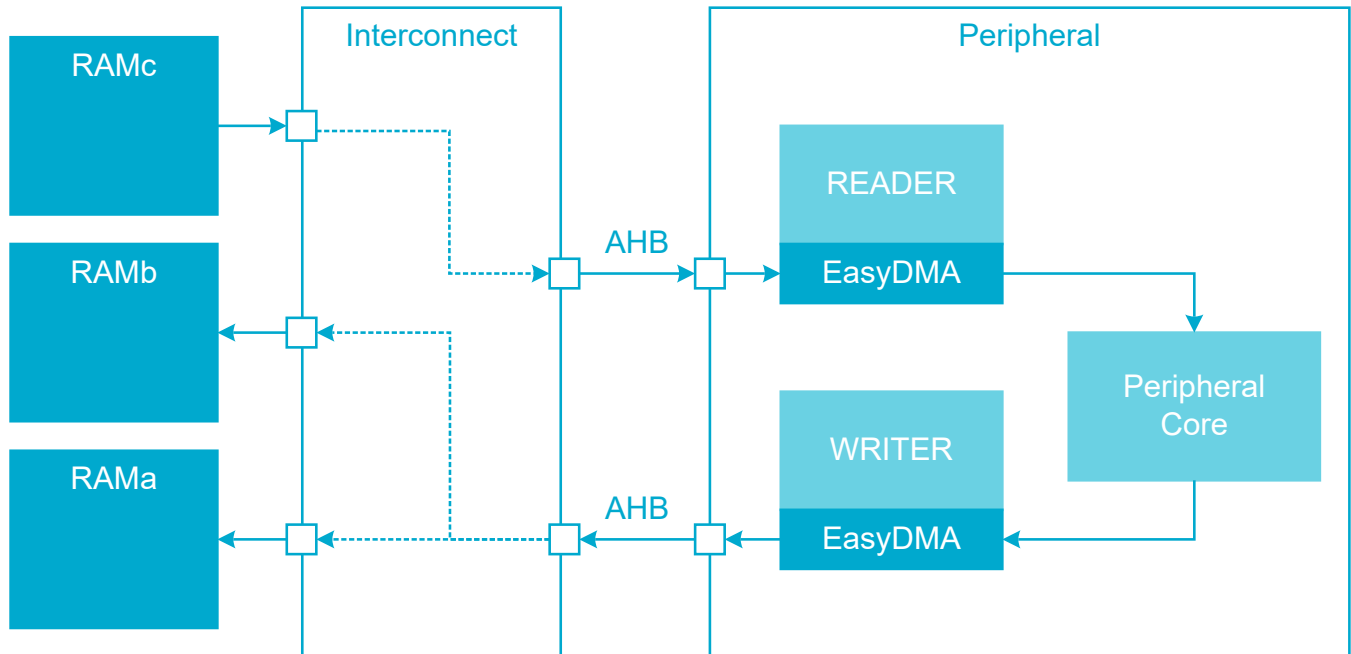 Interconnect
Peripheral
RAMc
READER
AHB
RAMb
EasyDMA
Peripheral
Core
WRITER
RAMa
AHB
EasyDMA